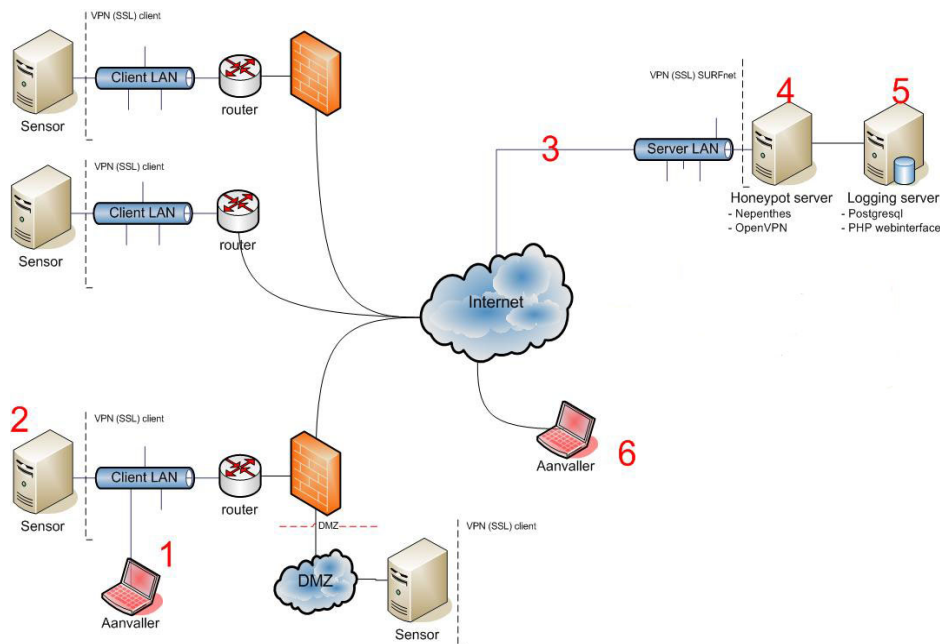 VPN (SSL) client
Client LAN
router
Sensor
VPN (SSL) SURFnet
4
5
3
Server LAN
Honeypot server
- Nepenthes
- OpenVPN
Logging server
- Postgresql
- PHP webinterface
VPN (SSL) client
Client LAN
router
Sensor
Internet
2
VPN (SSL) client
Client LAN
router
Sensor
6
Aanvaller
DMZ
VPN (SSL) client
1
Aanvaller
DMZ
Sensor